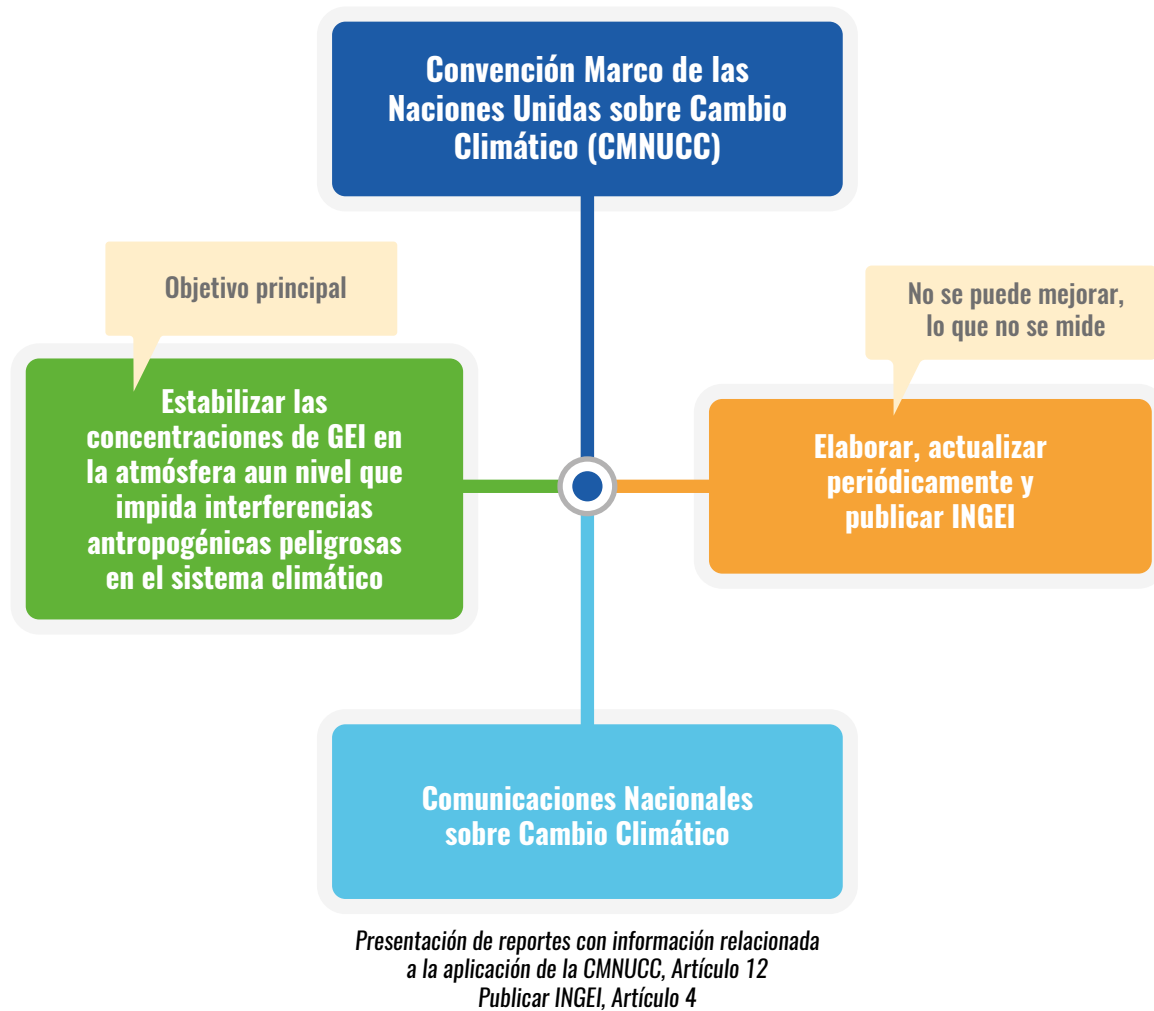 Convención Marco de las
Naciones Unidas sobre Cambio
Climático (CMNUCC)
Objetivo principal
No se puede mejorar,
lo que no se mide
Estabilizar las
concentraciones de GEI en
la atmósfera aun nivel que
impida interferencias
antropogénicas peligrosas
en el sistema climático
Elaborar, actualizar
periódicamente y
publicar INGEI
Comunicaciones Nacionales
sobre Cambio Climático
Presentación de reportes con información relacionada
a la aplicación de la CMNUCC, Artículo 12
Publicar INGEI, Artículo 4